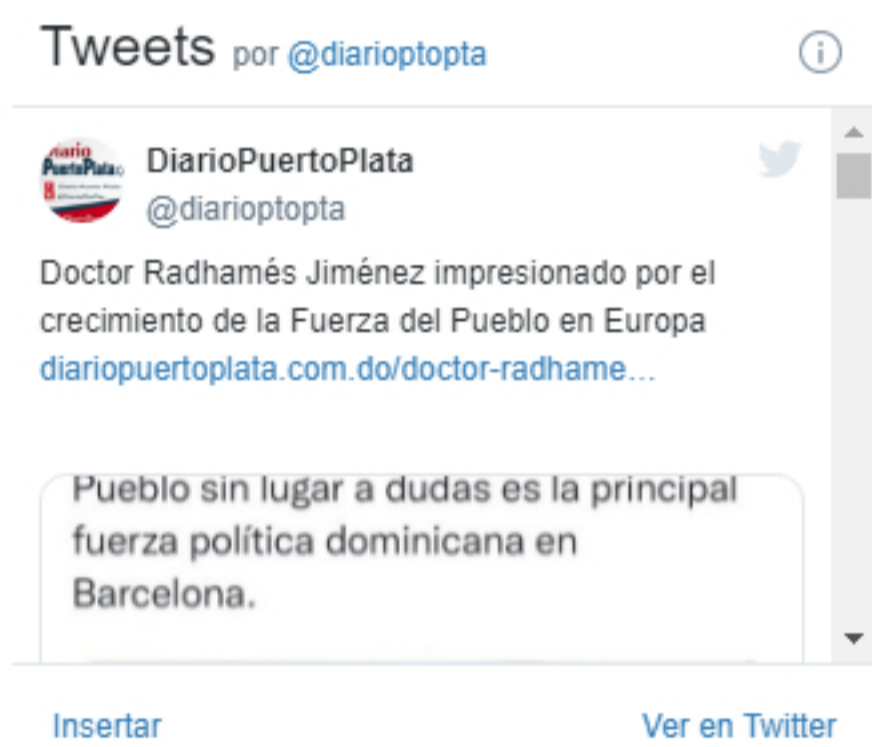 Tweets por @diarioptopta
DiarioPuertoPlata
@diarioptopta
Doctor Radhamés Jiménez impresionado por el
crecimiento de la Fuerza del Pueblo en Europa
diariopuertoplata.com.do/doctor-radhame...
Pueblo sin lugar a dudas es la principal
fuerza política dominicana en
Barcelona.
Insertar
Ver en Twitter